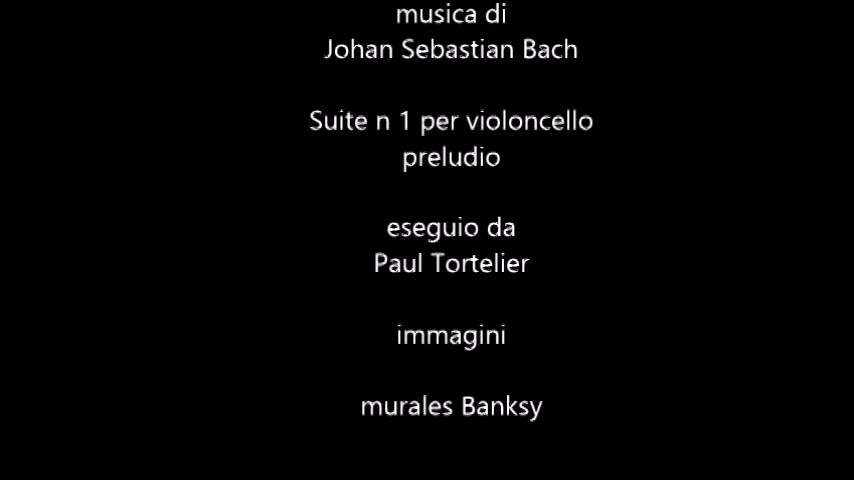 musica di
Johan Sebastian Bach
Suite n 1 per violoncello
preludio
eseguio da
Paul Tortelier
immagini
murales Banksy